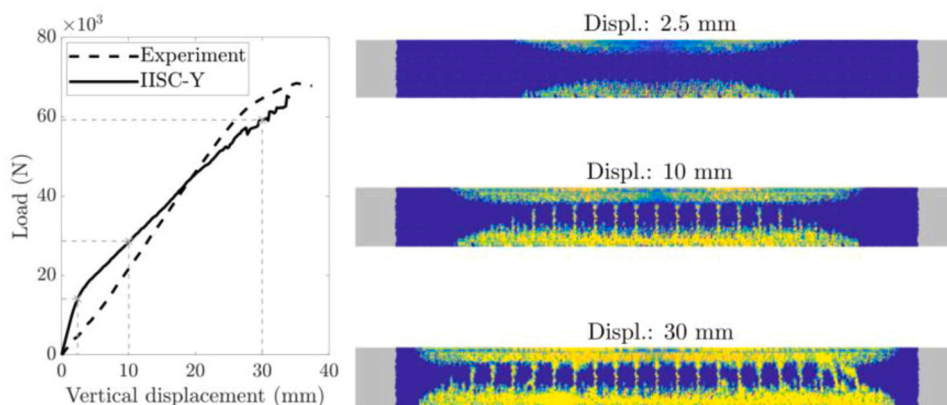 ×10³
80
60
40
20
0
Load (N)
Experiment
IISC-Y
0 10 20 30 40
Vertical displacement (mm)
Displ.: 2.5 mm
Displ.: 10 mm
Displ.: 30 mm